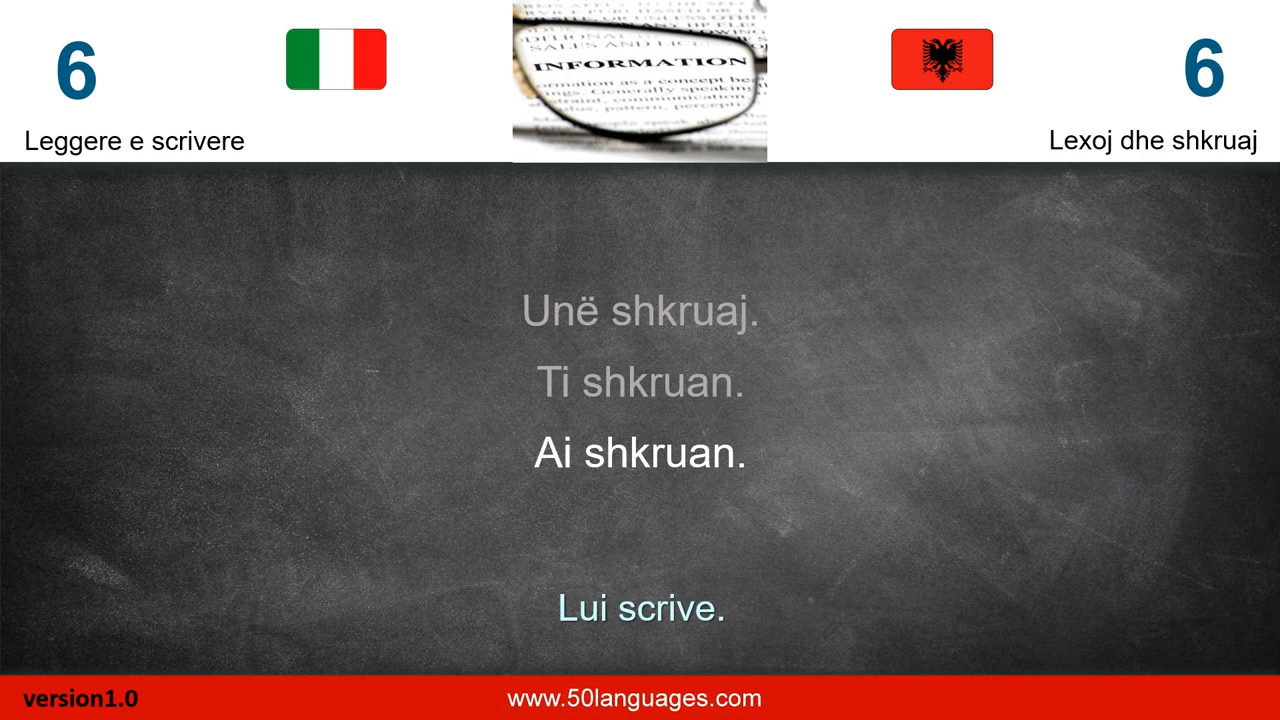 6
6
Leggere e scrivere
Lexoj dhe shkruaj
INFORMATION
Unë shkruaj.
Ti shkruan.
Ai shkruan.
Lui scrive.
version1.0
www.50languages.com